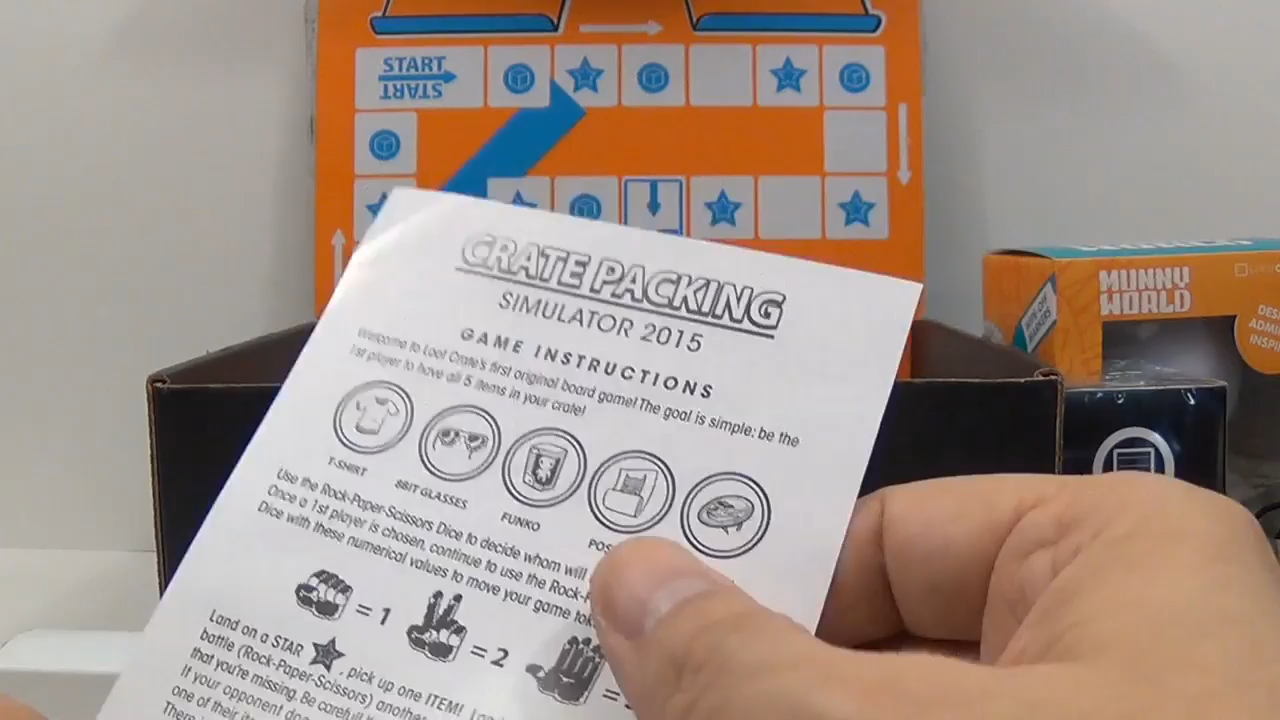 START
START
CRATE PACKING
SIMULATOR 2015
GAME INSTRUCTIONS
Welcome to Loot Crate's first original board game! The goal is simple: be the
1st player to have all 5 items in your crate!
T-SHIRT
8BIT GLASSES
FUNKO
POS
Use the Rock-Paper-Scissors Dice to decide whom will
Once a 1st player is chosen, continue to use the Rock-
Dice with these numerical values to move your game
= 1
= 2
=
Land on a STAR , pick up one ITEM!
battle (Rock-Paper-Scissors) another
that you're missing. Be careful!
If your opponent
one of their
MUNNY
WORLD